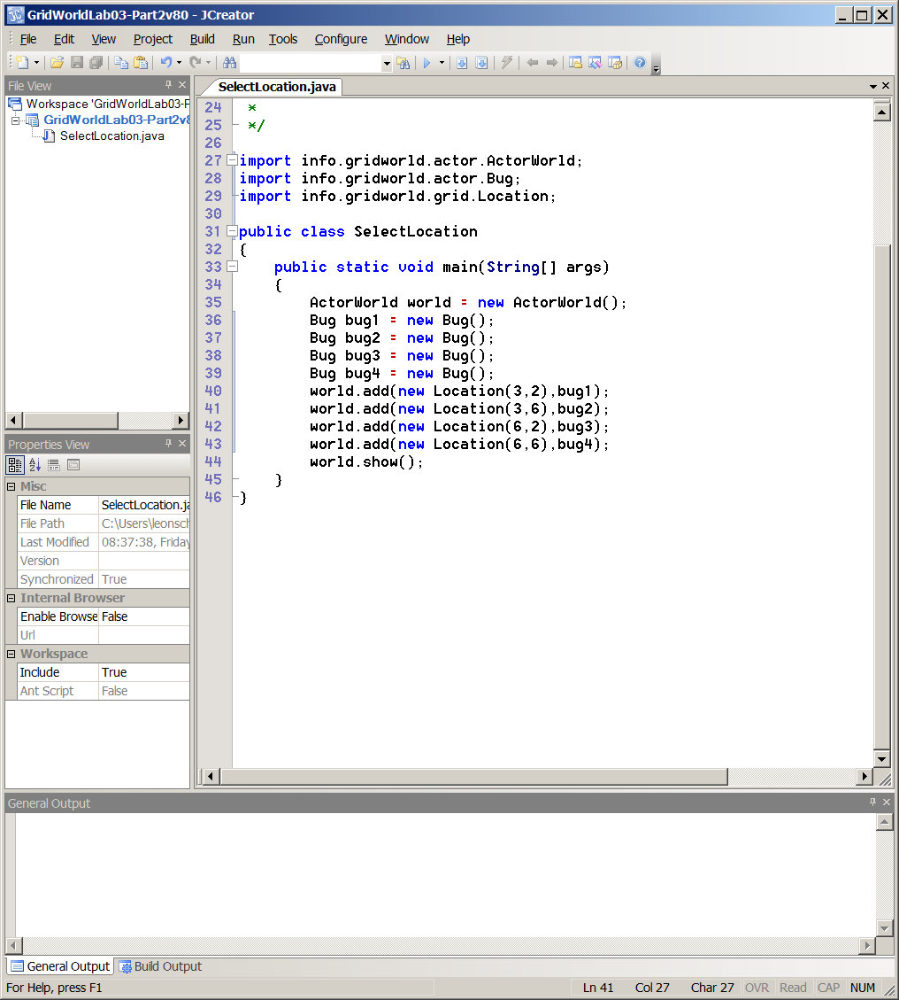 GridWorldLab03-Part2v80 - JCreator
File Edit View Project Build Run Tools Configure Window Help
File View
Workspace 'GridWorldLab03-P
GridWorldLab03-Part2v8
SelectLocation.java
Properties View
Misc
File Name SelectLocation.ja
File Path C:\Users\leonsch
Last Modified 08:37:38, Friday
Version
Synchronized True
Internal Browser
Enable Browse False
Url
Workspace
Include True
Ant Script False
SelectLocation.java
24 *
25 */
26
27 import info.gridworld.actor.ActorWorld;
28 import info.gridworld.actor.Bug;
29 import info.gridworld.grid.Location;
30
31 public class SelectLocation
32 {
33 public static void main(String[] args)
34 {
35 ActorWorld world = new ActorWorld();
36 Bug bug1 = new Bug();
37 Bug bug2 = new Bug();
38 Bug bug3 = new Bug();
39 Bug bug4 = new Bug();
40 world.add(new Location(3,2),bug1);
41 world.add(new Location(3,6),bug2);
42 world.add(new Location(6,2),bug3);
43 world.add(new Location(6,6),bug4);
44 world.show();
45 }
46 }
General Output
General Output Build Output
For Help, press F1 Ln 41 Col 27 Char 27 OVR Read CAP NUM